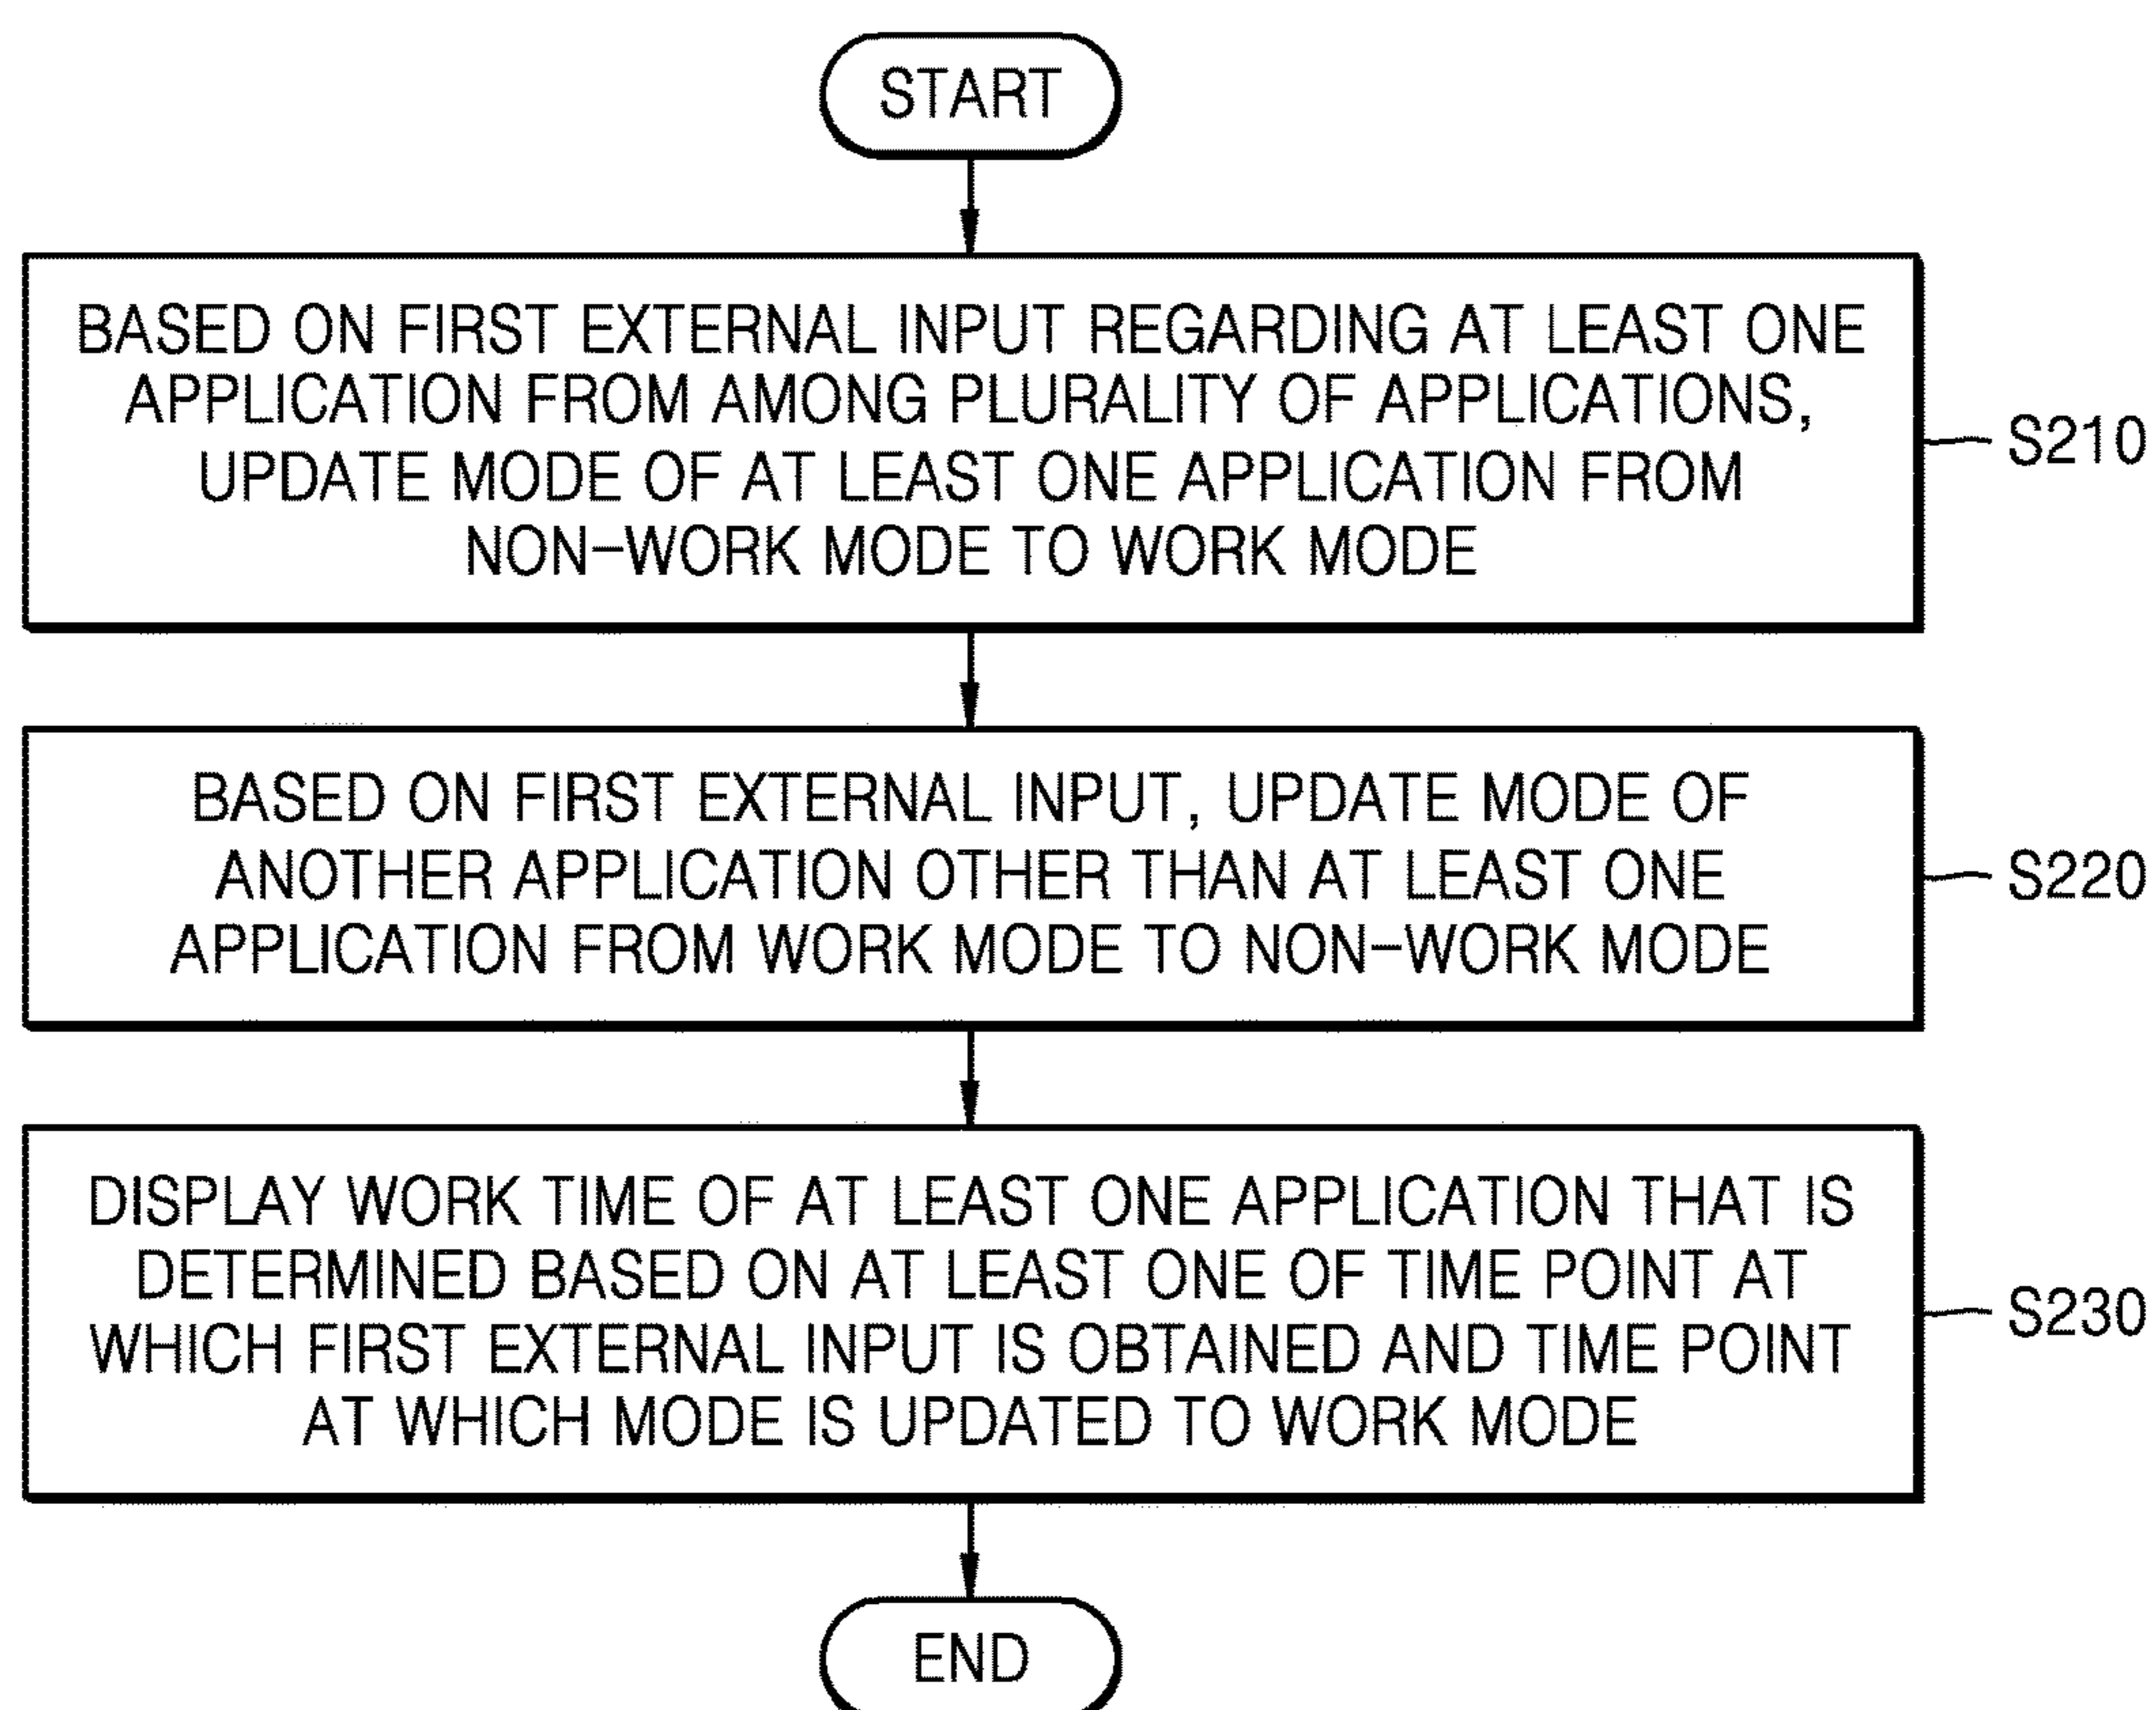 START
BASED ON FIRST EXTERNAL INPUT REGARDING AT LEAST ONE
APPLICATION FROM AMONG PLURALITY OF APPLICATIONS,
UPDATE MODE OF AT LEAST ONE APPLICATION FROM
NON-WORK MODE TO WORK MODE
S210
BASED ON FIRST EXTERNAL INPUT, UPDATE MODE OF
ANOTHER APPLICATION OTHER THAN AT LEAST ONE
APPLICATION FROM WORK MODE TO NON-WORK MODE
S220
DISPLAY WORK TIME OF AT LEAST ONE APPLICATION THAT IS
DETERMINED BASED ON AT LEAST ONE OF TIME POINT AT
WHICH FIRST EXTERNAL INPUT IS OBTAINED AND TIME POINT
AT WHICH MODE IS UPDATED TO WORK MODE
S230
END